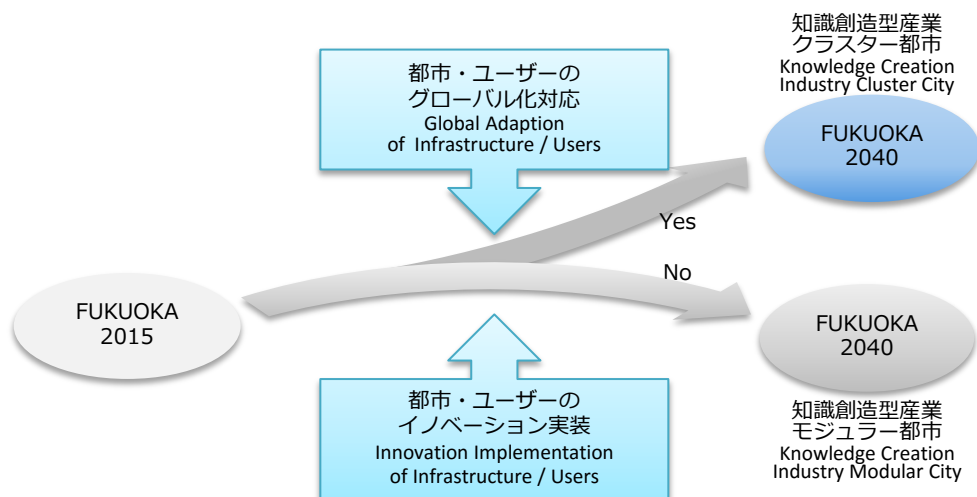 知識創造型産業
クラスター都市
Knowledge Creation
Industry Cluster City
都市・ユーザーの
グローバル化対応
Global Adaption
of Infrastructure / Users
FUKUOKA
2040
Yes
No
FUKUOKA
2015
FUKUOKA
2040
都市・ユーザーの
イノベーション実装
Innovation Implementation
of Infrastructure / Users
知識創造型産業
モジュラー都市
Knowledge Creation
Industry Modular City